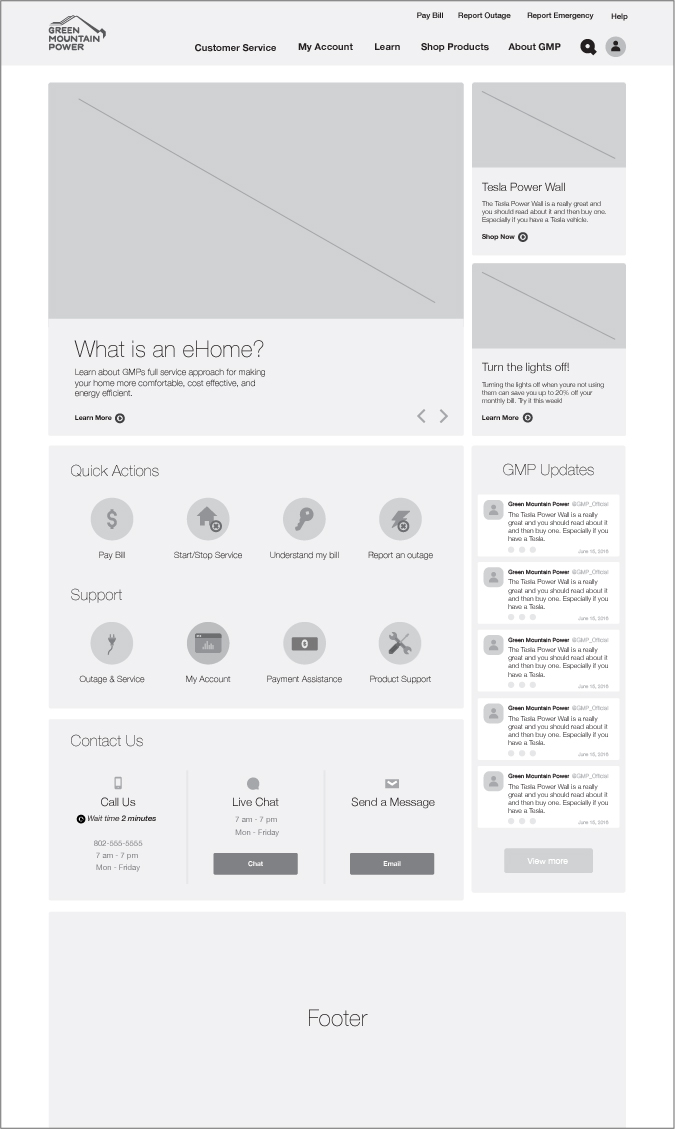 GREEN
MOUNTAIN
POWER
Pay Bill Report Outage Report Emergency Help
Customer Service My Account Learn Shop Products About GMP
What is an eHome?
Learn about GMPs full service approach for making
your home more comfortable, cost effective, and
energy efficient.
Learn More
Tesla Power Wall
The Tesla Power Wall is a really great and
you should read about it and then buy one.
Especially if you have a Tesla vehicle.
Shop Now
Turn the lights off!
Turning the lights off when youre not using
them can save you up to 20% off your
monthly bill. Try it this week!
Learn More
Quick Actions
Pay Bill Start/Stop Service Understand my bill Report an outage
Support
Outage & Service My Account Payment Assistance Product Support
Contact Us
Call Us
Wait time 2 minutes
802-555-5555
7 am - 7 pm
Mon - Friday
Live Chat
7 am - 7 pm
Mon - Friday
Chat
Send a Message
Email
GMP Updates
Green Mountain Power @GMP_Official
The Tesla Power Wall is a really
great and you should read about it
and then buy one. Especially if you
have a Tesla.
June 15, 2016
Green Mountain Power @GMP_Official
The Tesla Power Wall is a really
great and you should read about it
and then buy one. Especially if you
have a Tesla.
June 15, 2016
Green Mountain Power @GMP_Official
The Tesla Power Wall is a really
great and you should read about it
and then buy one. Especially if you
have a Tesla.
June 15, 2016
Green Mountain Power @GMP_Official
The Tesla Power Wall is a really
great and you should read about it
and then buy one. Especially if you
have a Tesla.
June 15, 2016
Green Mountain Power @GMP_Official
The Tesla Power Wall is a really
great and you should read about it
and then buy one. Especially if you
have a Tesla.
June 15, 2016
View more
Footer